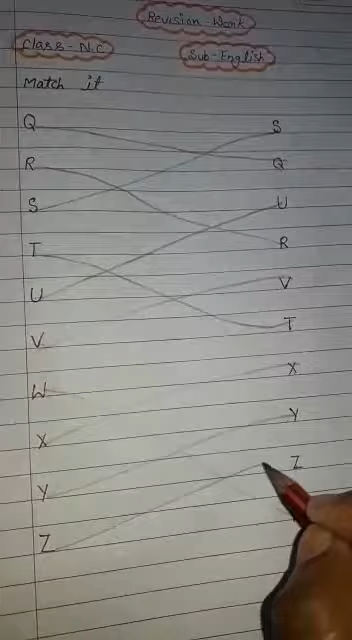 Revision-Work
Class-N.C
Sub-English
Match it
Q S
R Q
S U
T R
U V
V T
W X
X Y
Y Z
Z